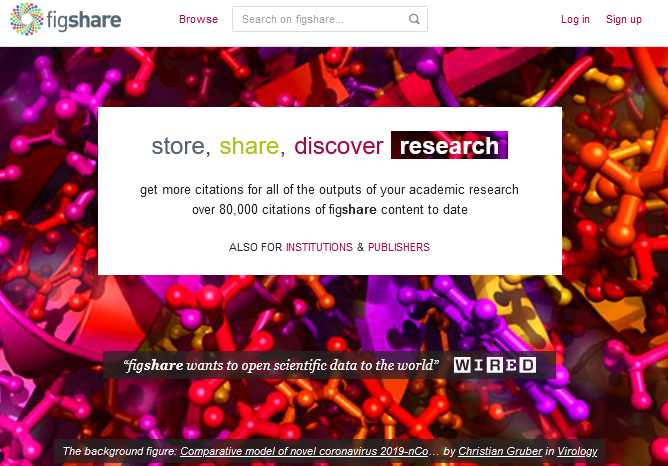 figshare
Browse
Search on figshare...
Log in
Sign up
store, share, discover research
get more citations for all of the outputs of your academic research
over 80,000 citations of figshare content to date
ALSO FOR INSTITUTIONS & PUBLISHERS
“figshare wants to open scientific data to the world”
WIRED
The background figure: Comparative model of novel coronavirus 2019-nCo… by Christian Gruber in Virology